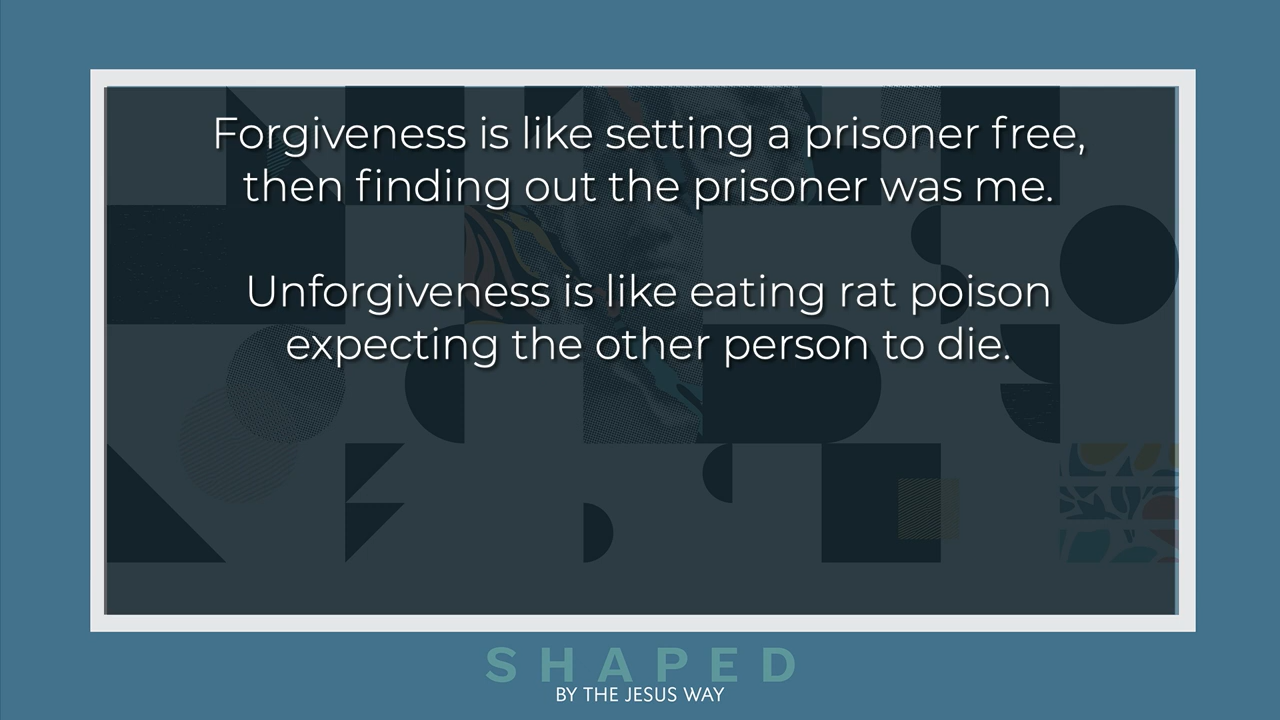 Forgiveness is like setting a prisoner free,
then finding out the prisoner was me.
Unforgiveness is like eating rat poison
expecting the other person to die.
SHAPED
BY THE JESUS WAY